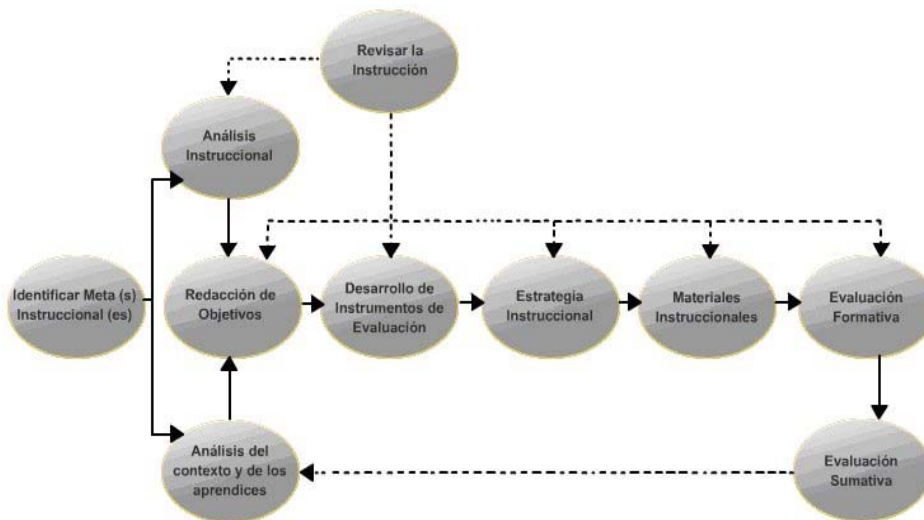 Revisar la
Instrucción
Análisis
Instruccional
Identificar Meta (s)
Instruccional (es)
Redacción de
Objetivos
Desarrollo de
Instrumentos de
Evaluación
Estrategia
Instruccional
Materiales
Instruccionales
Evaluación
Formativa
Análisis del
contexto y de los
aprendices
Evaluación
Sumativa